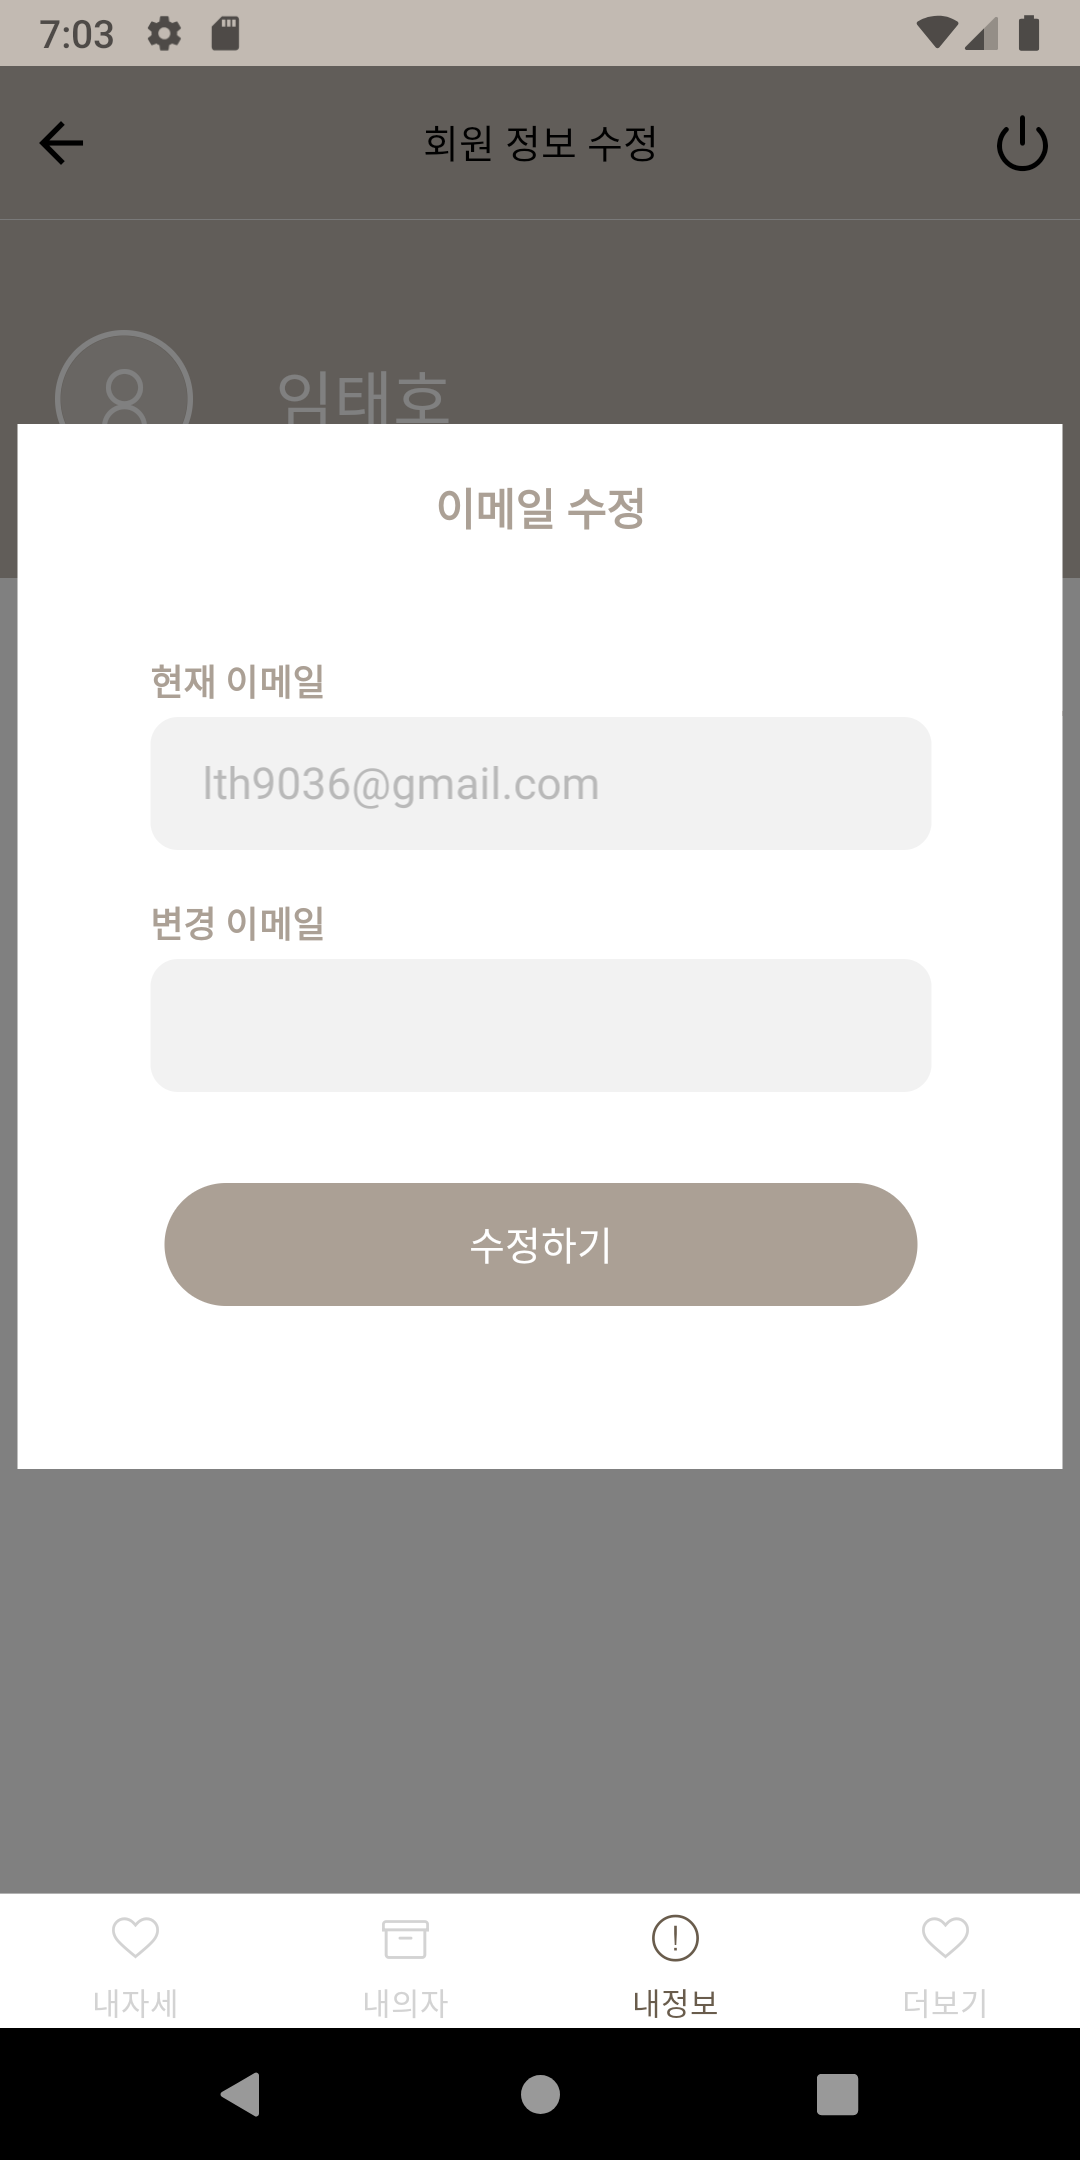 7:03
회원 정보 수정
임태호
이메일 수정
현재 이메일
lth9036@gmail.com
변경 이메일
수정하기
내자세 내의자 내정보 더보기